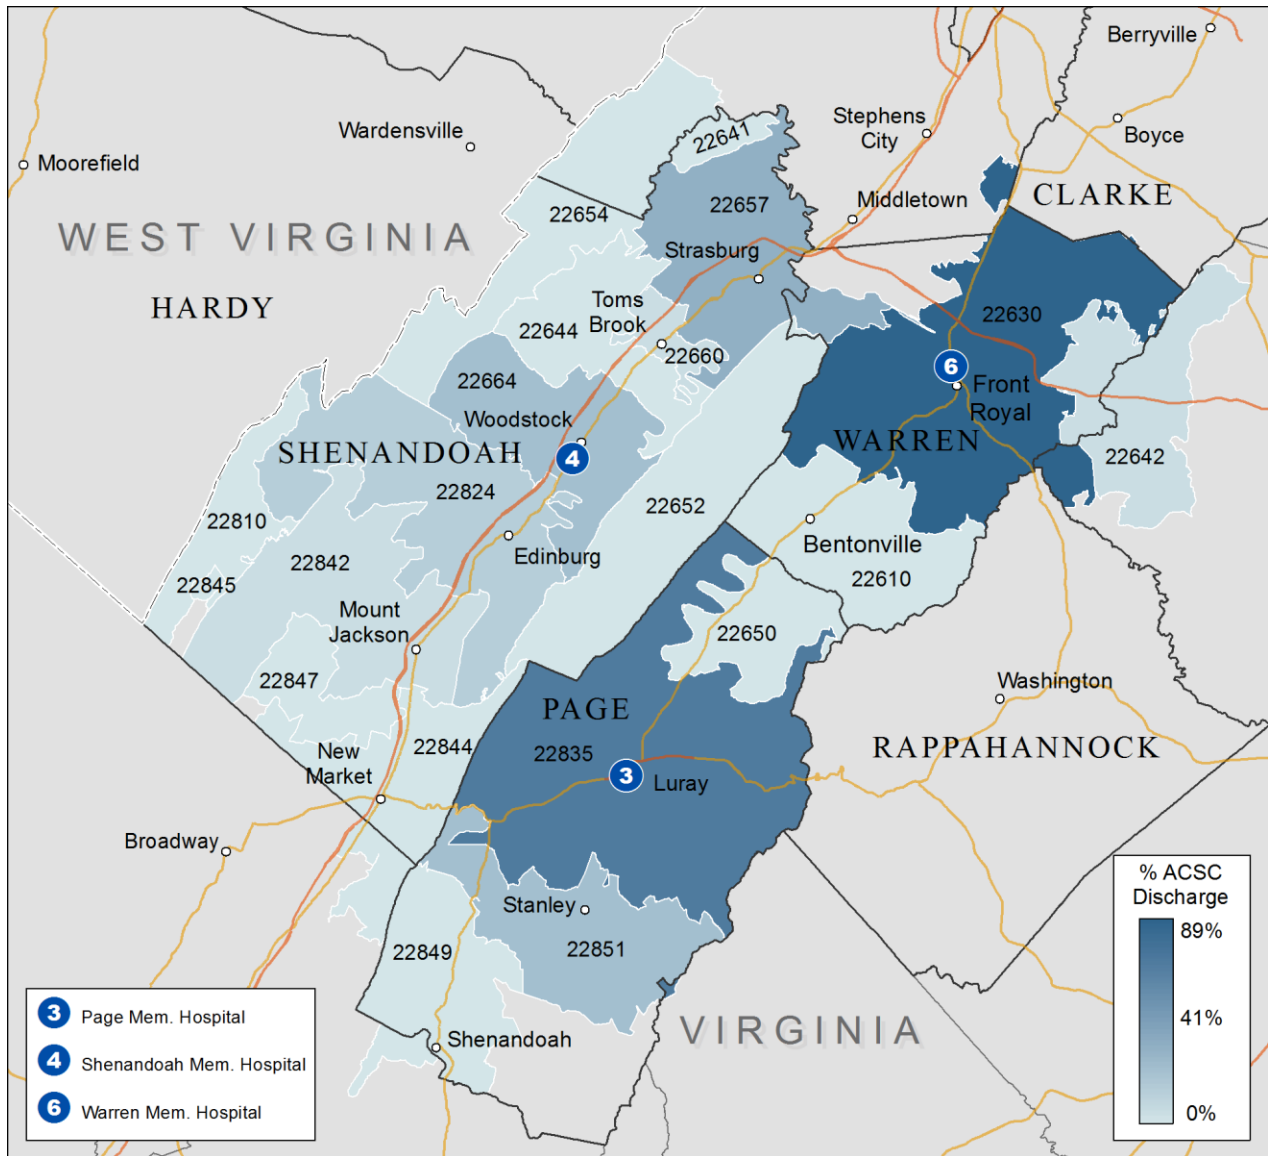 Berryville
Stephens
City
Boyce
Wardensville
22641
Moorefield
CLARKE
22654
22657
Middletown
WEST VIRGINIA
Strasburg
HARDY
Toms
Brook
22630
22644
22660
6
22664
Front
Royal
Woodstock
WARREN
SHENANDOAH
4
22642
22824
22652
22810
Bentonville
Edinburg
22842
22610
22845
Mount
Jackson
22650
22847
Washington
PAGE
22844
22835
RAPPAHANNOCK
New
Market
3
Luray
Broadway
Stanley
22849
22851
VIRGINIA
Shenandoah
% ACSC
Discharge
89%
41%
0%
3 Page Mem. Hospital
4 Shenandoah Mem. Hospital
6 Warren Mem. Hospital